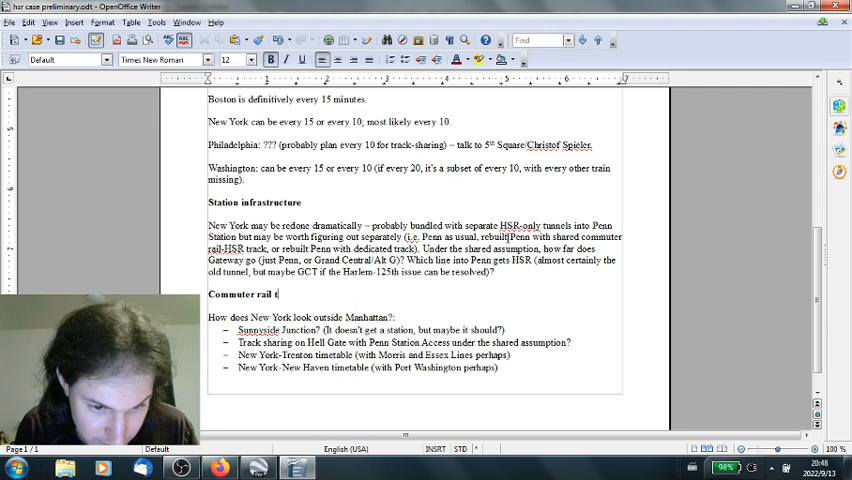 hsr case preliminary.odt - OpenOffice Writer
File Edit View Insert Format Table Tools Window Help
Find
Default Times New Roman 12 B I U
1 2 3 4 5 6 7
Boston is definitively every 15 minutes.
New York can be every 15 or every 10; most likely every 10.
Philadelphia: ??? (probably plan every 10 for track-sharing) – talk to 5th Square/Christof Spieler.
Washington: can be every 15 or every 10 (if every 20, it's a subset of every 10, with every other train
missing).
Station infrastructure
New York may be redone dramatically – probably bundled with separate HSR-only tunnels into Penn
Station but may be worth figuring out separately (i.e. Penn as usual, rebuilt Penn with shared commuter
rail-HSR track, or rebuilt Penn with dedicated track). Under the shared assumption, how far does
Gateway go (just Penn, or Grand Central/Alt G)? Which line into Penn gets HSR (almost certainly the
old tunnel, but maybe GCT if the Harlem-125th issue can be resolved)?
Commuter rail t
How does New York look outside Manhattan?:
– Sunnyside Junction? (It doesn't get a station, but maybe it should?)
– Track sharing on Hell Gate with Penn Station Access under the shared assumption?
– New York-Trenton timetable (with Morris and Essex Lines perhaps)
– New York-New Haven timetable (with Port Washington perhaps)
Page 1 / 1 Default English (USA) INSRT STD * 100 %
98% 20:48
2022/9/13